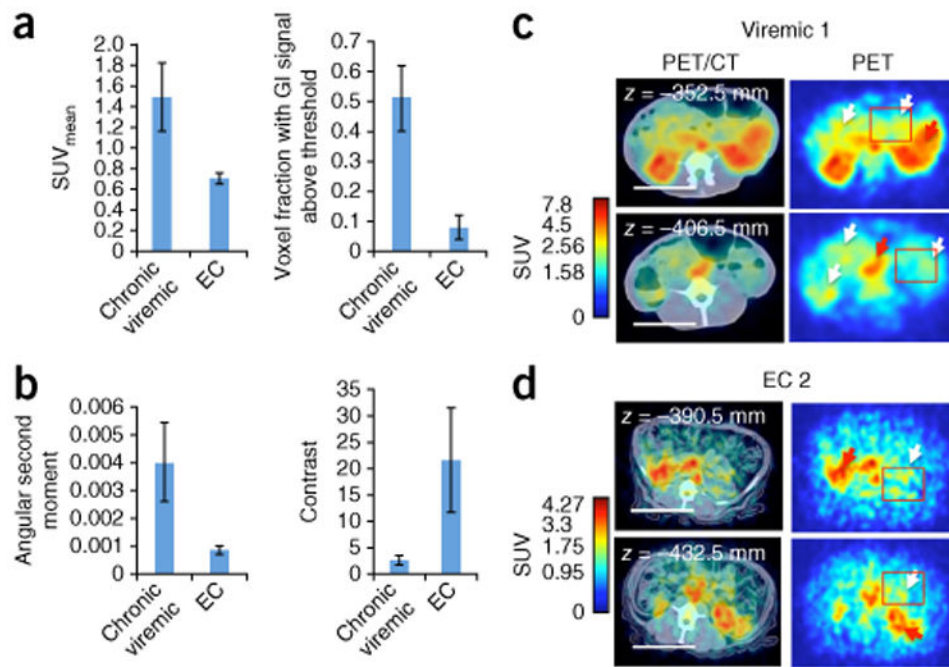 a
SUVmean
2.0
1.8
1.6
1.4
1.2
1.0
0.8
0.6
0.4
0.2
0
Chronic
viremic
EC
Voxel fraction with GI signal
above threshold
0.7
0.6
0.5
0.4
0.3
0.2
0.1
0
Chronic
viremic
EC
b
Angular second
moment
0.006
0.005
0.004
0.003
0.002
0.001
0
Chronic
viremic
EC
Contrast
35
30
25
20
15
10
5
0
Chronic
viremic
EC
c
Viremic 1
PET/CT
PET
z = –352.5 mm
z = –406.5 mm
SUV
7.8
4.5
2.56
1.58
0
d
EC 2
z = –390.5 mm
z = –432.5 mm
SUV
4.27
3.3
1.75
0.95
0